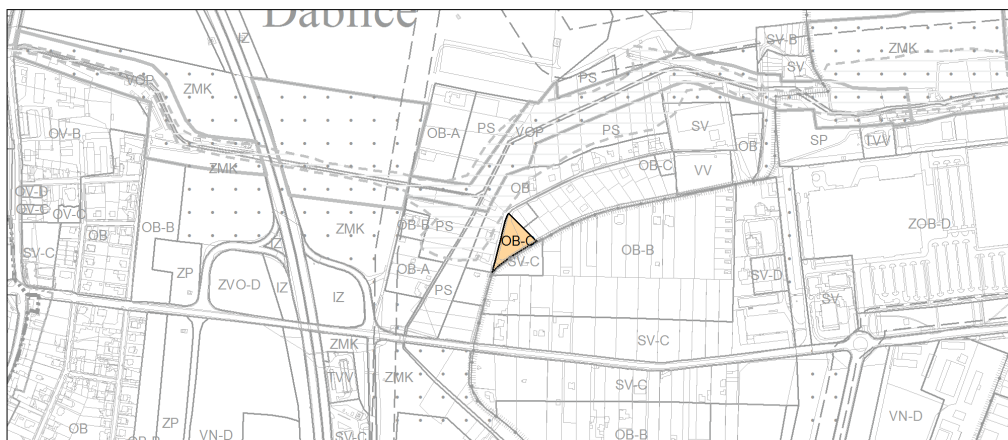 Ďáblice
IZ
SV-B
ZMK
SV
PS
VOP
ZMK
OV-B
OB-A
PS
VOP
PS
SV
OB
SP
TVV
ZMK
OB-C
VV
OB
OV-D
OV-C
OV-C
OB
OB-B
ZMK
OB-B
PS
OB-C
OB-B
ZOB-D
SV-C
IZ
SV-C
OB-A
SV-D
ZP
ZVO-D
IZ
IZ
PS
SV
ZMK
SV-C
TVV
ZMK
SV-C
ZP
VN-D
OB
OB-B
VN-D
SV-C
OB-B